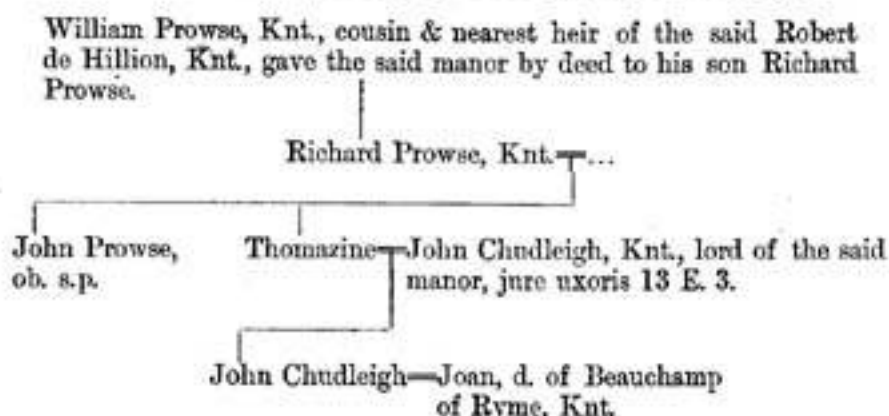 William Prowse, Knt., cousin & nearest heir of the said Robert
de Hillion, Knt., gave the said manor by deed to his son Richard
Prowse.
Richard Prowse, Knt. ...
John Prowse,
ob. s.p.
Thomazine
John Chudleigh, Knt., lord of the said
manor, jure uxoris 13 E. 3.
John Chudleigh
Joan, d. of Beauchamp
of Ryme, Knt.